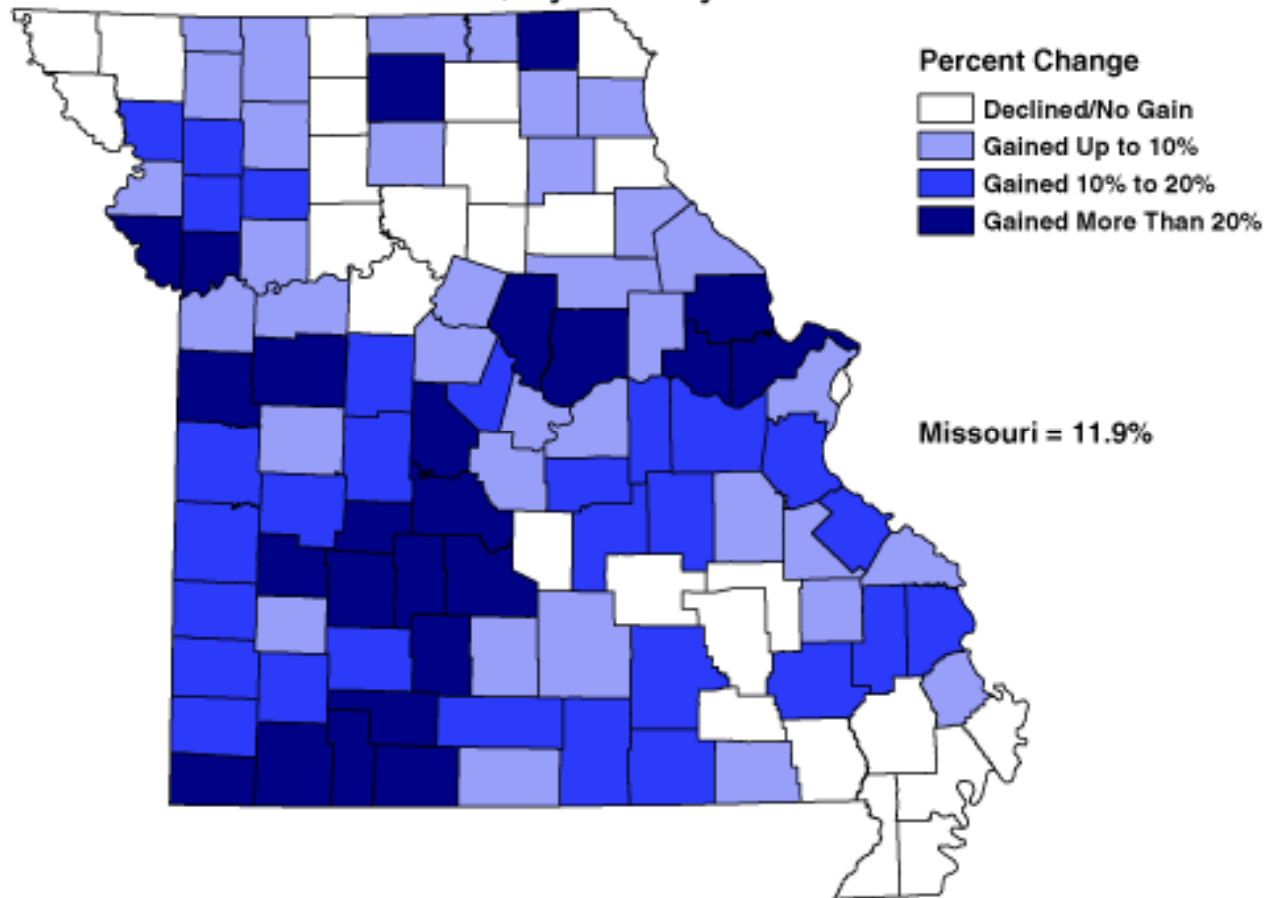 Percent Change
Declined/No Gain
Gained Up to 10%
Gained 10% to 20%
Gained More Than 20%
Missouri = 11.9%